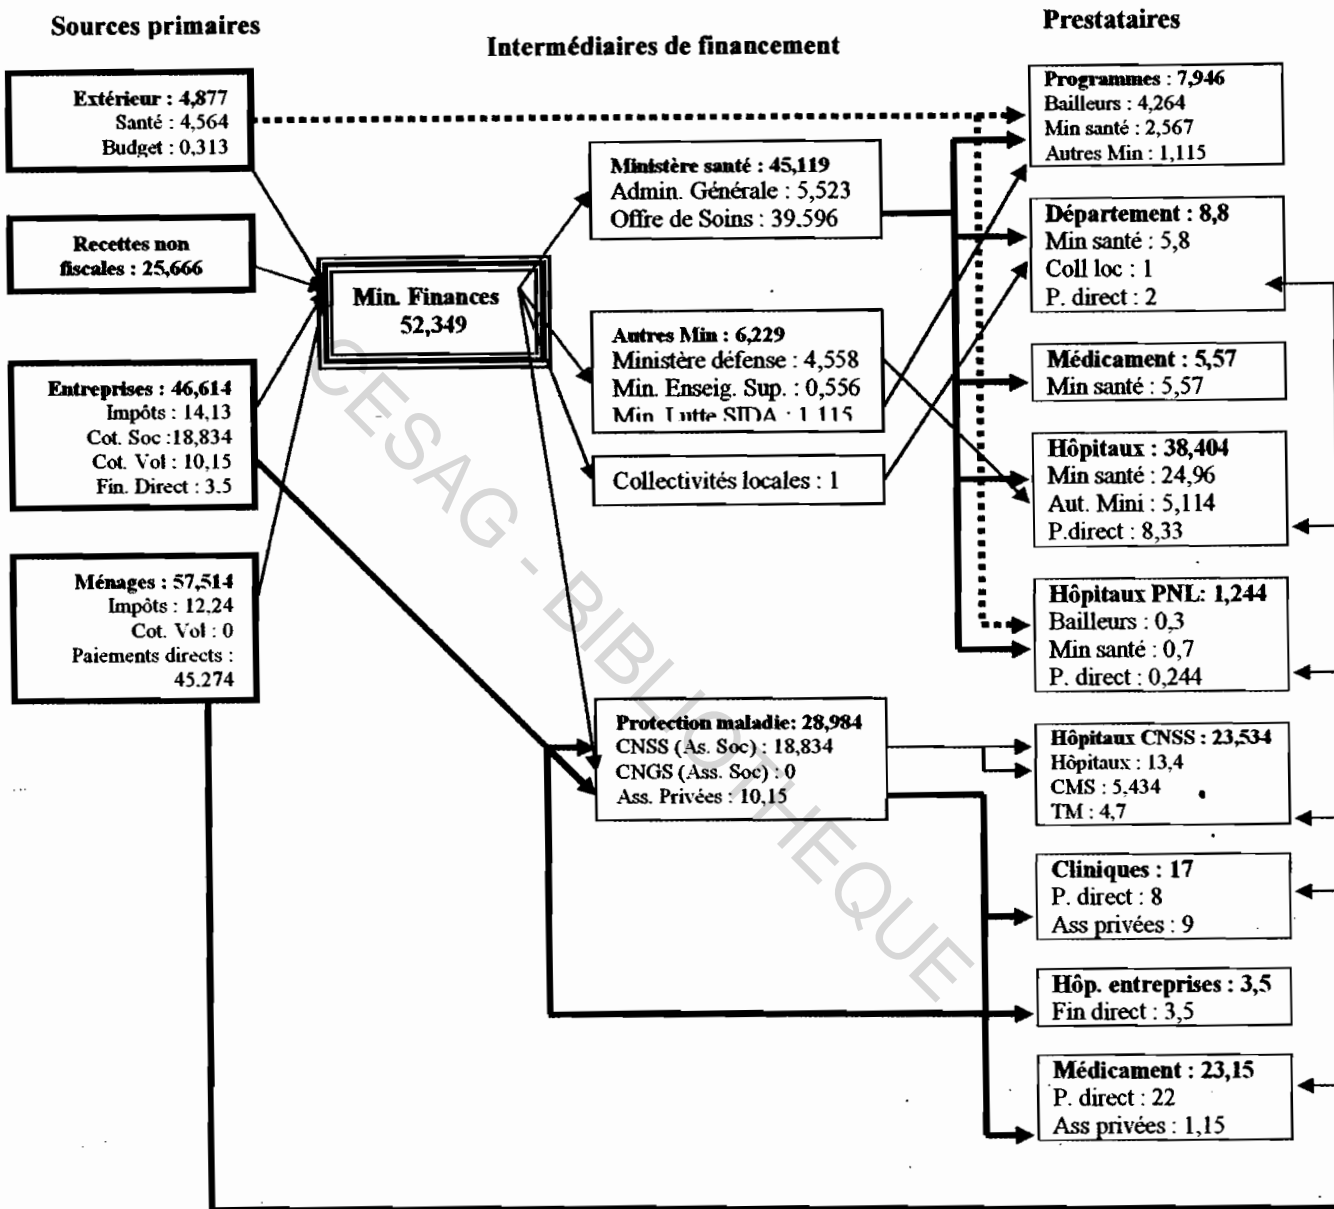 Sources primaires
Intermédiaires de financement
Prestataires
Extérieur : 4,877
Santé : 4,564
Budget : 0,313
Recettes non
fiscales : 25,666
Entreprises : 46,614
Impôts : 14,13
Cot. Soc :18,834
Cot. Vol : 10,15
Fin. Direct : 3.5
Ménages : 57,514
Impôts : 12,24
Cot. Vol : 0
Paiements directs :
45.274
Min. Finances
52,349
Ministère santé : 45,119
Admin. Générale : 5,523
Offre de Soins : 39.596
Autres Min : 6,229
Ministère défense : 4,558
Min. Enseig. Sup. : 0,556
Min. Lutte SIDA : 1,115
Collectivités locales : 1
Protection maladie: 28,984
CNSS (As. Soc) : 18,834
CNGS (Ass. Soc) : 0
Ass. Privées : 10,15
Programmes : 7,946
Bailleurs : 4,264
Min santé : 2,567
Autres Min : 1,115
Département : 8,8
Min santé : 5,8
Coll loc : 1
P. direct : 2
Médicament : 5,57
Min santé : 5,57
Hôpitaux : 38,404
Min santé : 24,96
Aut. Mini : 5,114
P.direct : 8,33
Hôpitaux PNL: 1,244
Bailleurs : 0,3
Min santé : 0,7
P. direct : 0,244
Hôpitaux CNSS : 23,534
Hôpitaux : 13,4
CMS : 5,434
TM : 4,7
Cliniques : 17
P. direct : 8
Ass privées : 9
Hôp. entreprises : 3,5
Fin direct : 3,5
Médicament : 23,15
P. direct : 22
Ass privées : 1,15
CESAG - BIBLIOTHEQUE